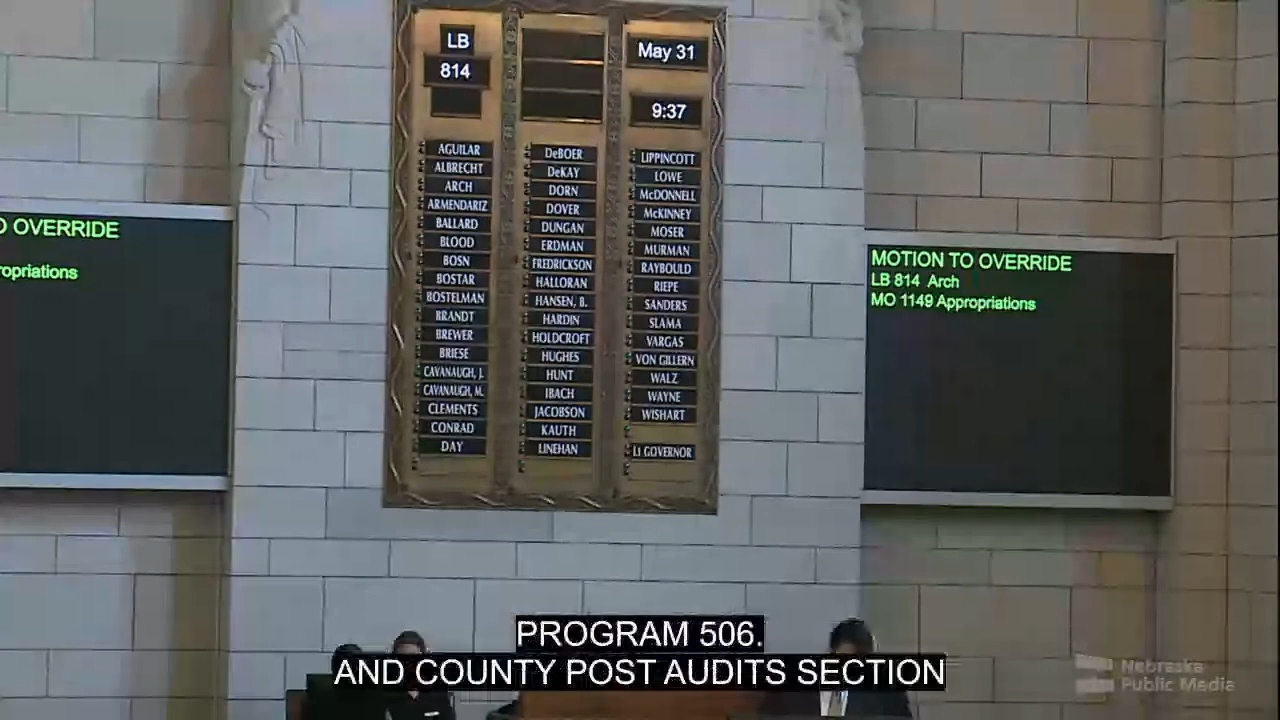 LB
814
May 31
9:37
AGUILAR
ALBRECHT
ARCH
ARMENDARIZ
BALLARD
BLOOD
BOSN
BOSTAR
BOSTELMAN
BRANDT
BREWER
BRIESE
CAVANAUGH, J.
CAVANAUGH, M.
CLEMENTS
CONRAD
DAY
DeBOER
DeKAY
DORN
DOVER
DUNGAN
ERDMAN
FREDRICKSON
HALLORAN
HANSEN, B.
HARDIN
HOLDCROFT
HUGHES
HUNT
IBACH
JACOBSON
KAUTH
LINEHAN
LIPPINCOTT
LOWE
McDONNELL
McKINNEY
MOSER
MURMAN
RAYBOULD
RIEPE
SANDERS
SLAMA
VARGAS
VON GILLERN
WALZ
WAYNE
WISHART
Lt GOVERNOR
O OVERRIDE
ropriations
MOTION TO OVERRIDE
LB 814 Arch
MO 1149 Appropriations
PROGRAM 506.
AND COUNTY POST AUDITS SECTION
Nebraska
Public Media